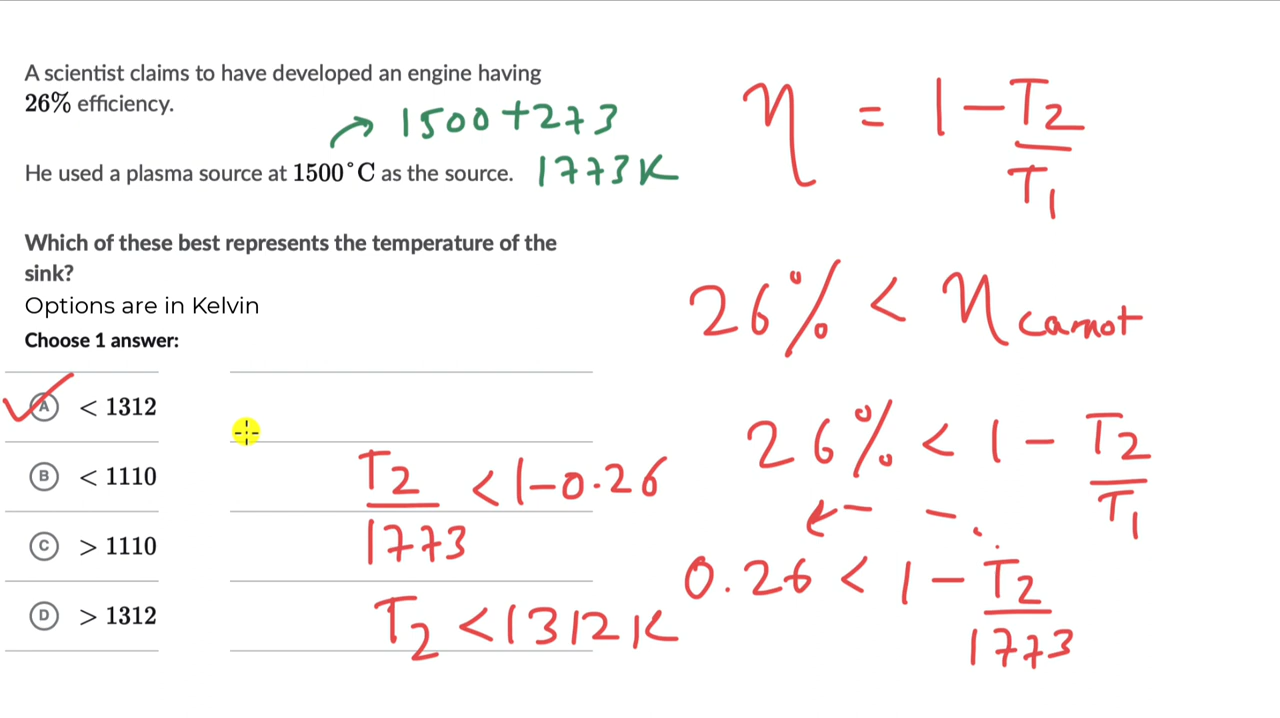 A scientist claims to have developed an engine having
26% efficiency.
1500+273
He used a plasma source at 1500°C as the source.
1773K
Which of these best represents the temperature of the
sink?
Options are in Kelvin
Choose 1 answer:
A < 1312
B < 1110
C > 1110
D > 1312
T2/1773 < 1-0.26
T2 < 1312K
η = 1 - T2/T1
26% < η carnot
26% < 1 - T2/T1
0.26 < 1 - T2/1773